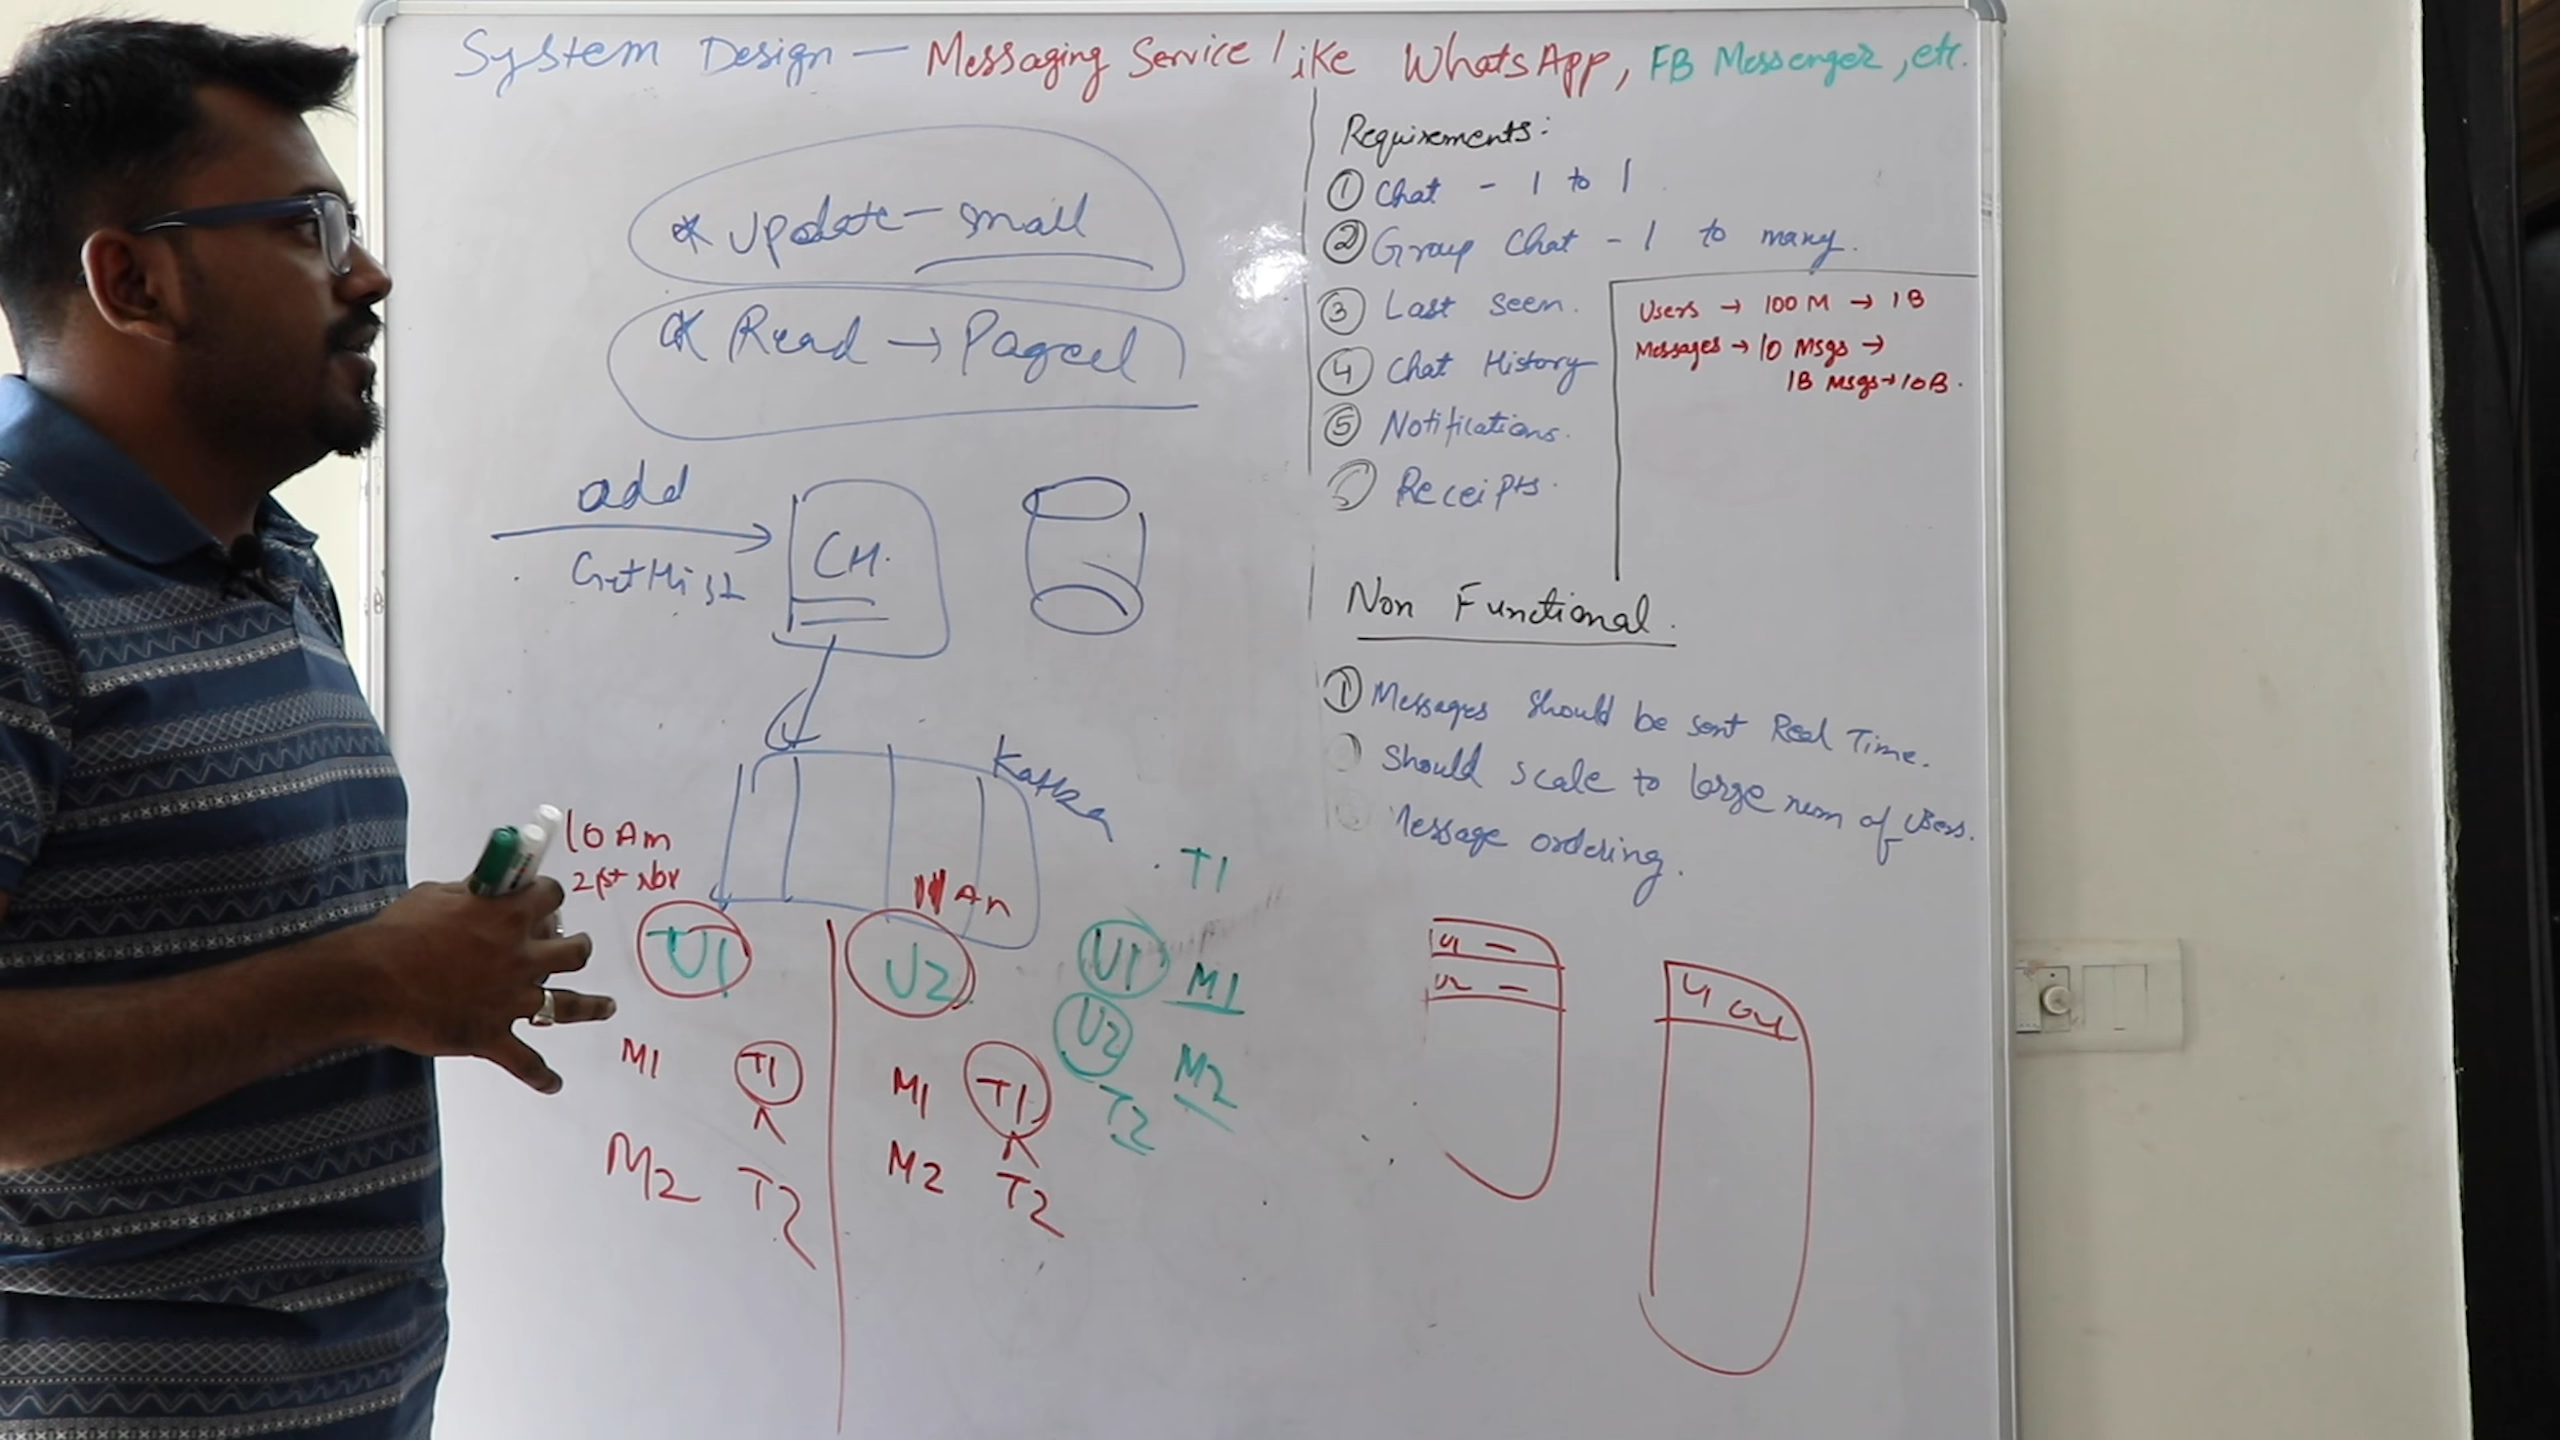 System Design — Messaging Service like WhatsApp, FB Messenger, etc.
* Update - small
* Read → Paged
add
GetHist
CH.
Kafka
10 Am
21st Nov
11 Am
U1
U2
M1 T1
M2 T2
M1 T1
M2 T2
T1
U1 M1
U2 M2
T2
Requirements:
① Chat - 1 to 1
② Group Chat - 1 to many.
③ Last Seen.
④ Chat History
⑤ Notifications.
⑥ Receipts.
Users → 100 M → 1B
Messages → 10 Msgs →
1B Msgs → 10B.
Non Functional.
① Messages should be sent Real Time.
Should scale to large num of Users.
Message ordering.
U1 —
U2 —